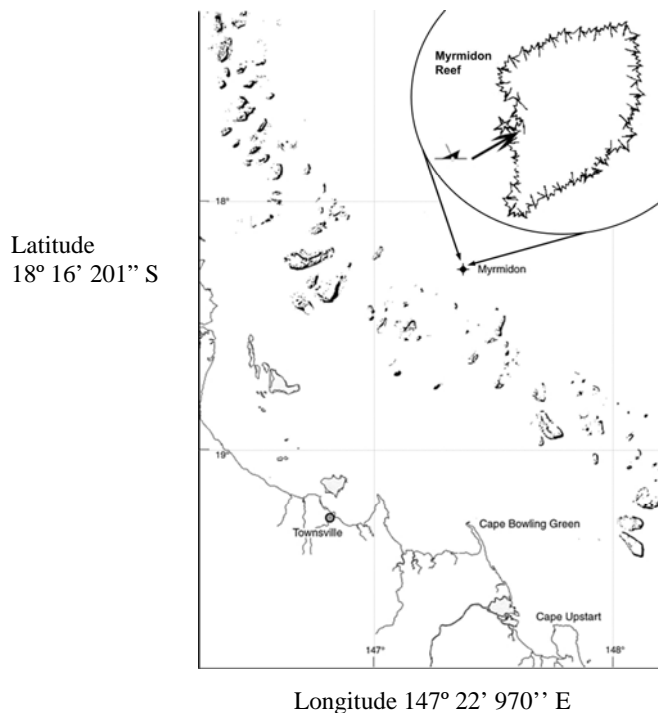 Myrmidon
Reef
18°
Latitude
18º 16’ 201” S
Myrmidon
19°
Townsville
Cape Bowling Green
Cape Upstart
147°
148°
Longitude 147º 22’ 970’’ E